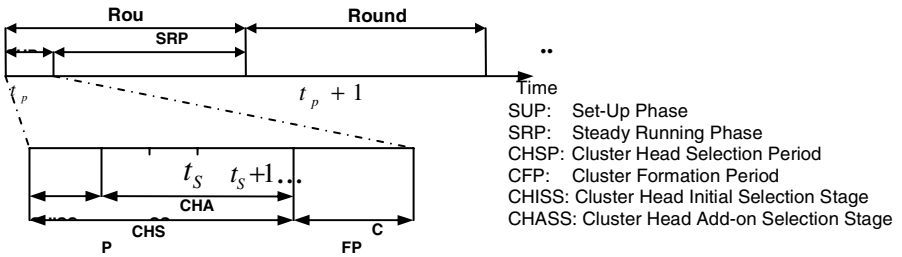 Rou
Round
SRP
..
t_p
t_p + 1
Time
t_S
t_S+1...
CHA
CHS
P
C
FP
SUP: Set-Up Phase
SRP: Steady Running Phase
CHSP: Cluster Head Selection Period
CFP: Cluster Formation Period
CHISS: Cluster Head Initial Selection Stage
CHASS: Cluster Head Add-on Selection Stage